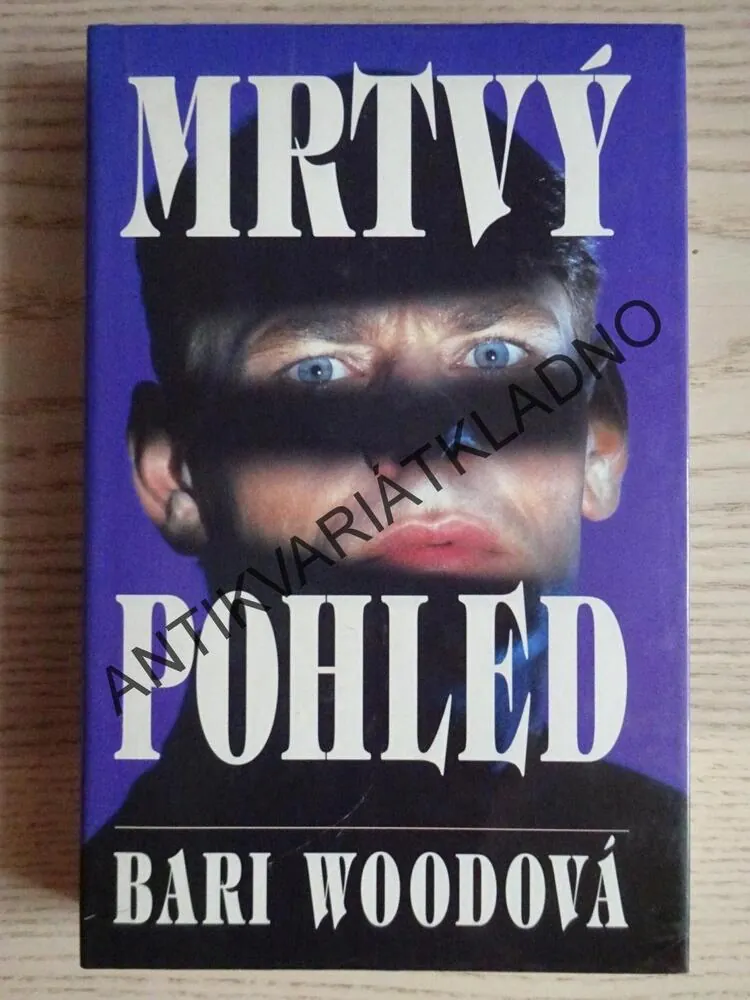 MRTVÝ
ANTIKVARIÁTKLADNO
POHLED
BARI WOODOVÁ